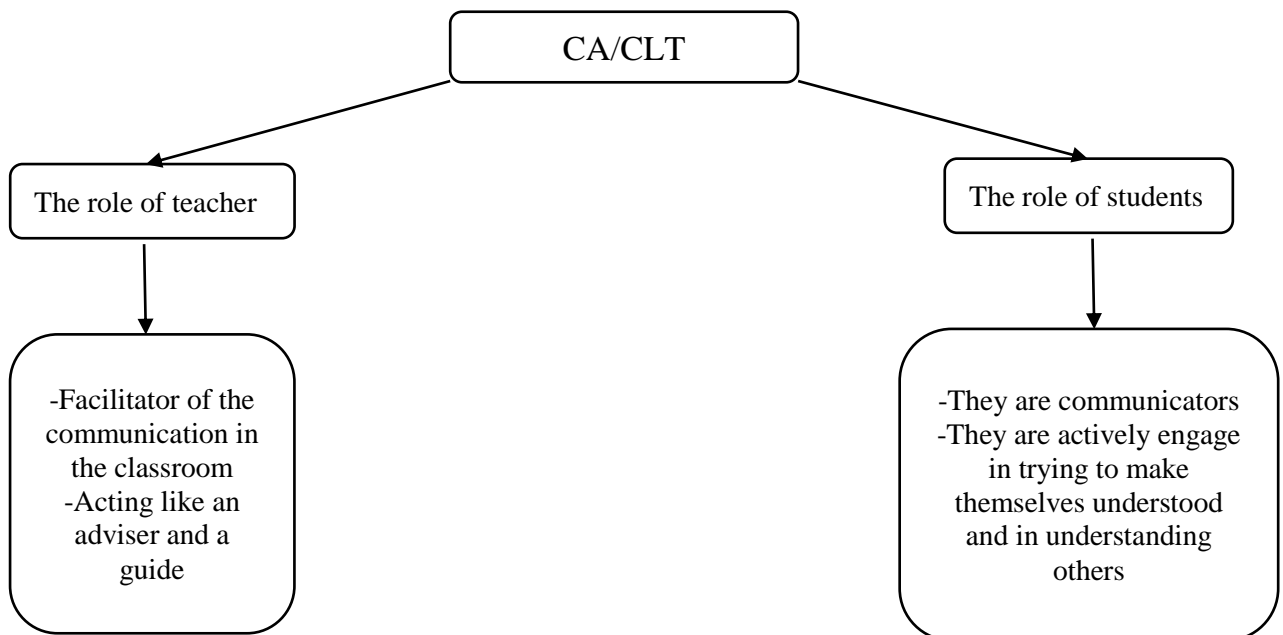 CA/CLT
The role of teacher
The role of students
-Facilitator of the
communication in
the classroom
-Acting like an
adviser and a
guide
-They are communicators
-They are actively engage
in trying to make
themselves understood
and in understanding
others